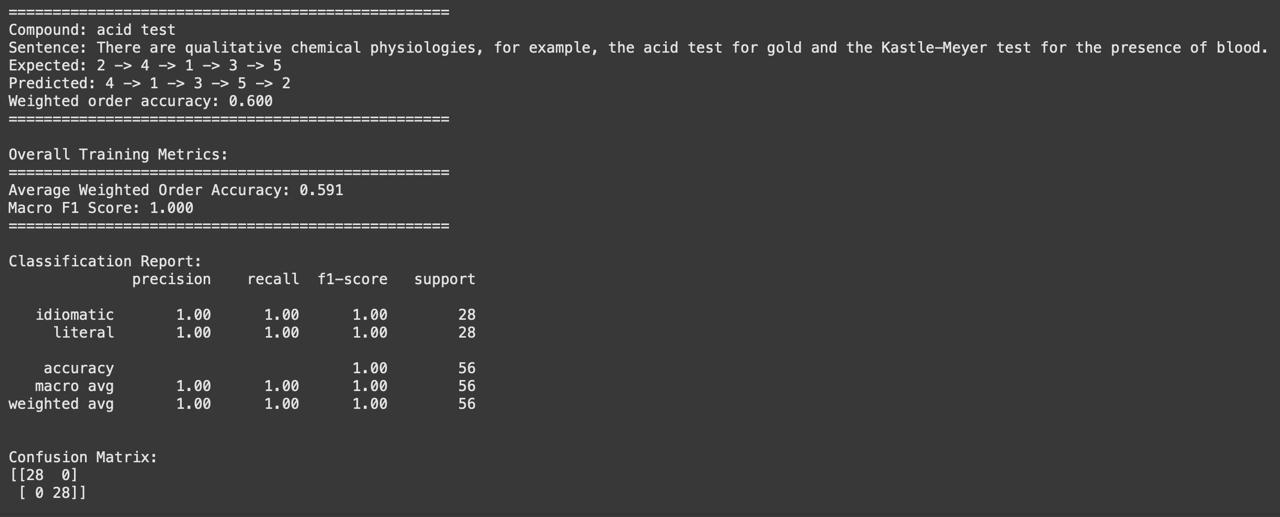 ==================================================
Compound: acid test
Sentence: There are qualitative chemical physiologies, for example, the acid test for gold and the Kastle-Meyer test for the presence of blood.
Expected: 2 -> 4 -> 1 -> 3 -> 5
Predicted: 4 -> 1 -> 3 -> 5 -> 2
Weighted order accuracy: 0.600
==================================================
Overall Training Metrics:
==================================================
Average Weighted Order Accuracy: 0.591
Macro F1 Score: 1.000
==================================================
Classification Report:
              precision    recall  f1-score   support
   idiomatic       1.00      1.00      1.00        28
     literal       1.00      1.00      1.00        28
    accuracy                           1.00        56
   macro avg       1.00      1.00      1.00        56
weighted avg       1.00      1.00      1.00        56
Confusion Matrix:
[[28  0]
 [ 0 28]]